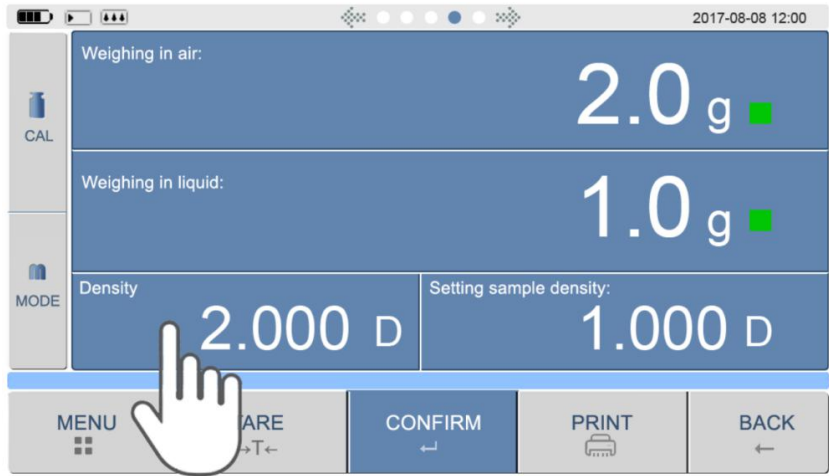 2017-08-08 12:00
Weighing in air:
2.0 g
CAL
Weighing in liquid:
1.0 g
MODE
Density
2.000 D
Setting sample density:
1.000 D
MENU
CONFIRM
PRINT
BACK
→T←